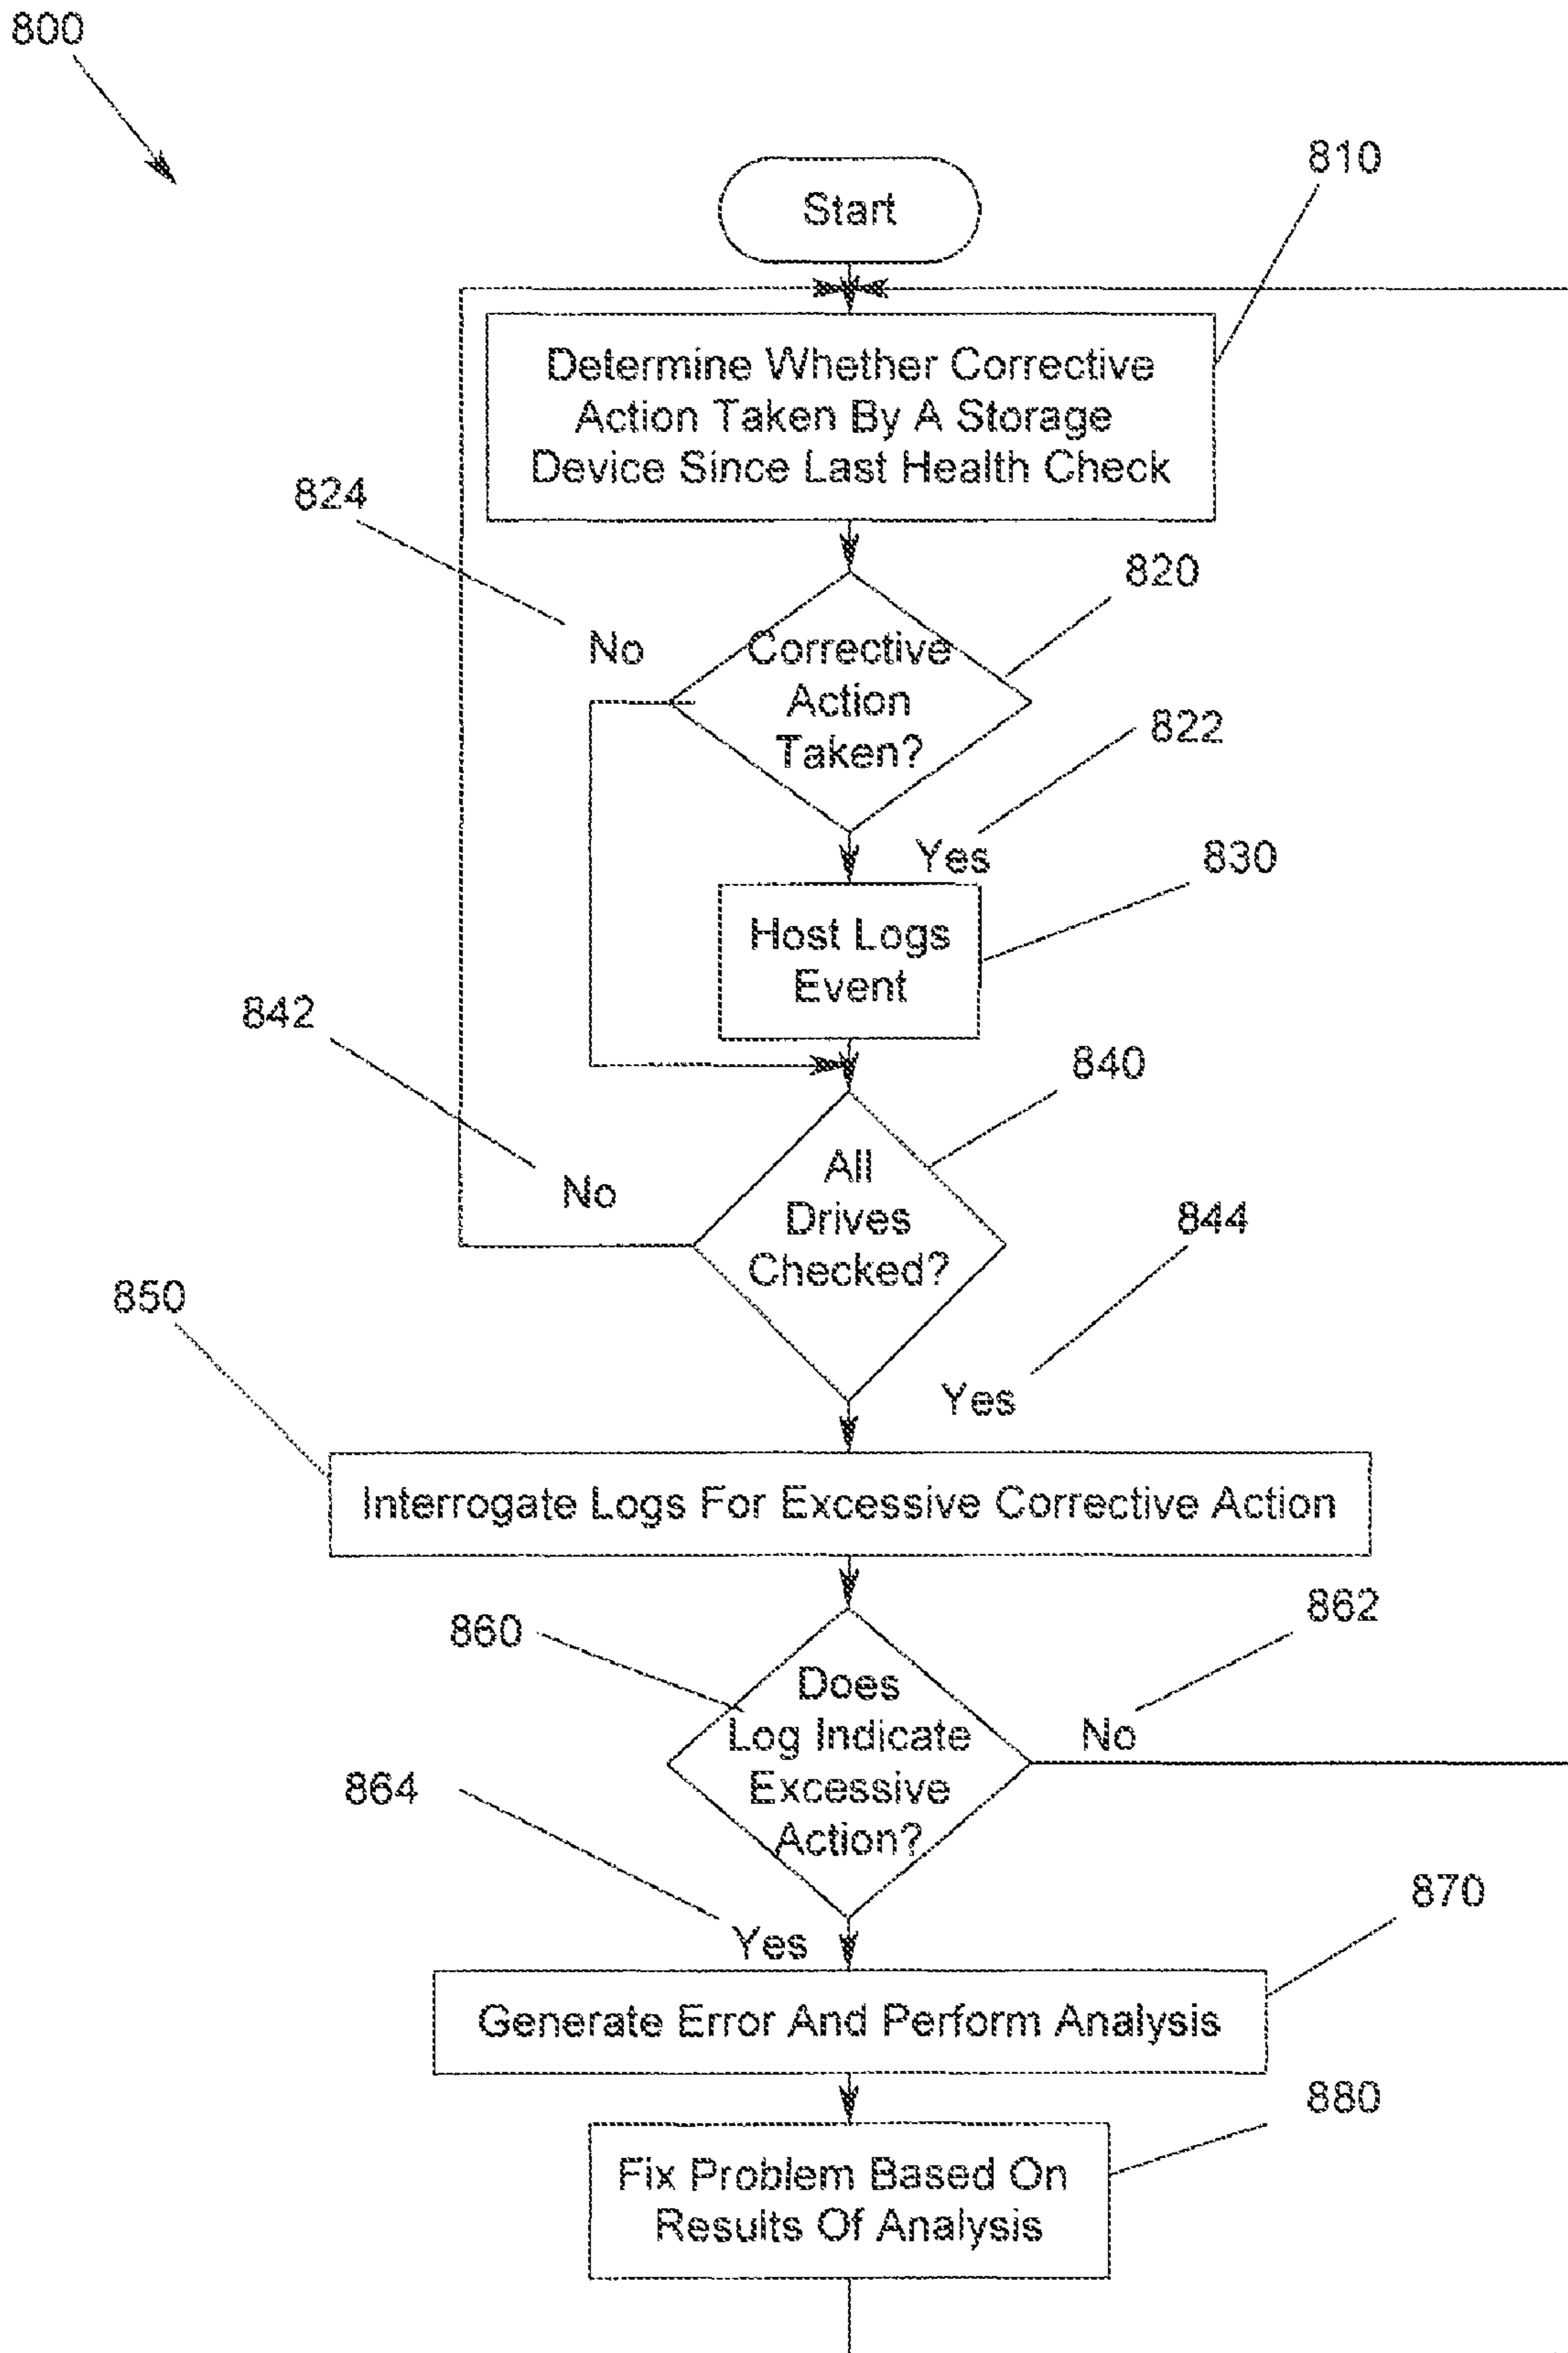 800
Start
810
Determine Whether Corrective
Action Taken By A Storage
Device Since Last Health Check
824
820
No
Corrective
Action
Taken?
822
Yes
830
Host Logs
Event
842
840
All
Drives
Checked?
No
844
850
Yes
Interrogate Logs For Excessive Corrective Action
862
860
Does
Log Indicate
Excessive
Action?
No
864
870
Yes
Generate Error And Perform Analysis
880
Fix Problem Based On
Results Of Analysis